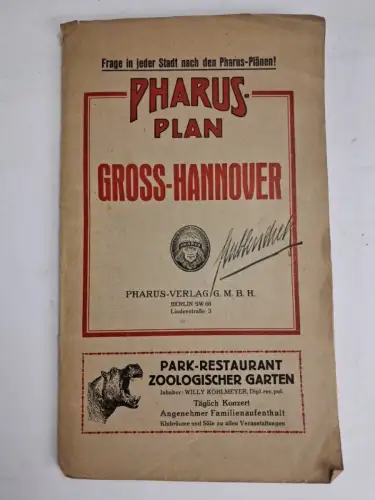 Frage in jeder Stadt nach den Pharus-Plänen!
PHARUS-
PLAN
GROSS-HANNOVER
PHARUS
PHARUS-VERLAG G. M. B. H.
BERLIN SW 68
Lindenstraße 3
PARK-RESTAURANT
ZOOLOGISCHER GARTEN
Inhaber: WILLY KOHLMEYER, Dipl. rer. pol.
Täglich Konzert
Angenehmer Familienaufenthalt
Klubräume und Säle zu allen Veranstaltungen